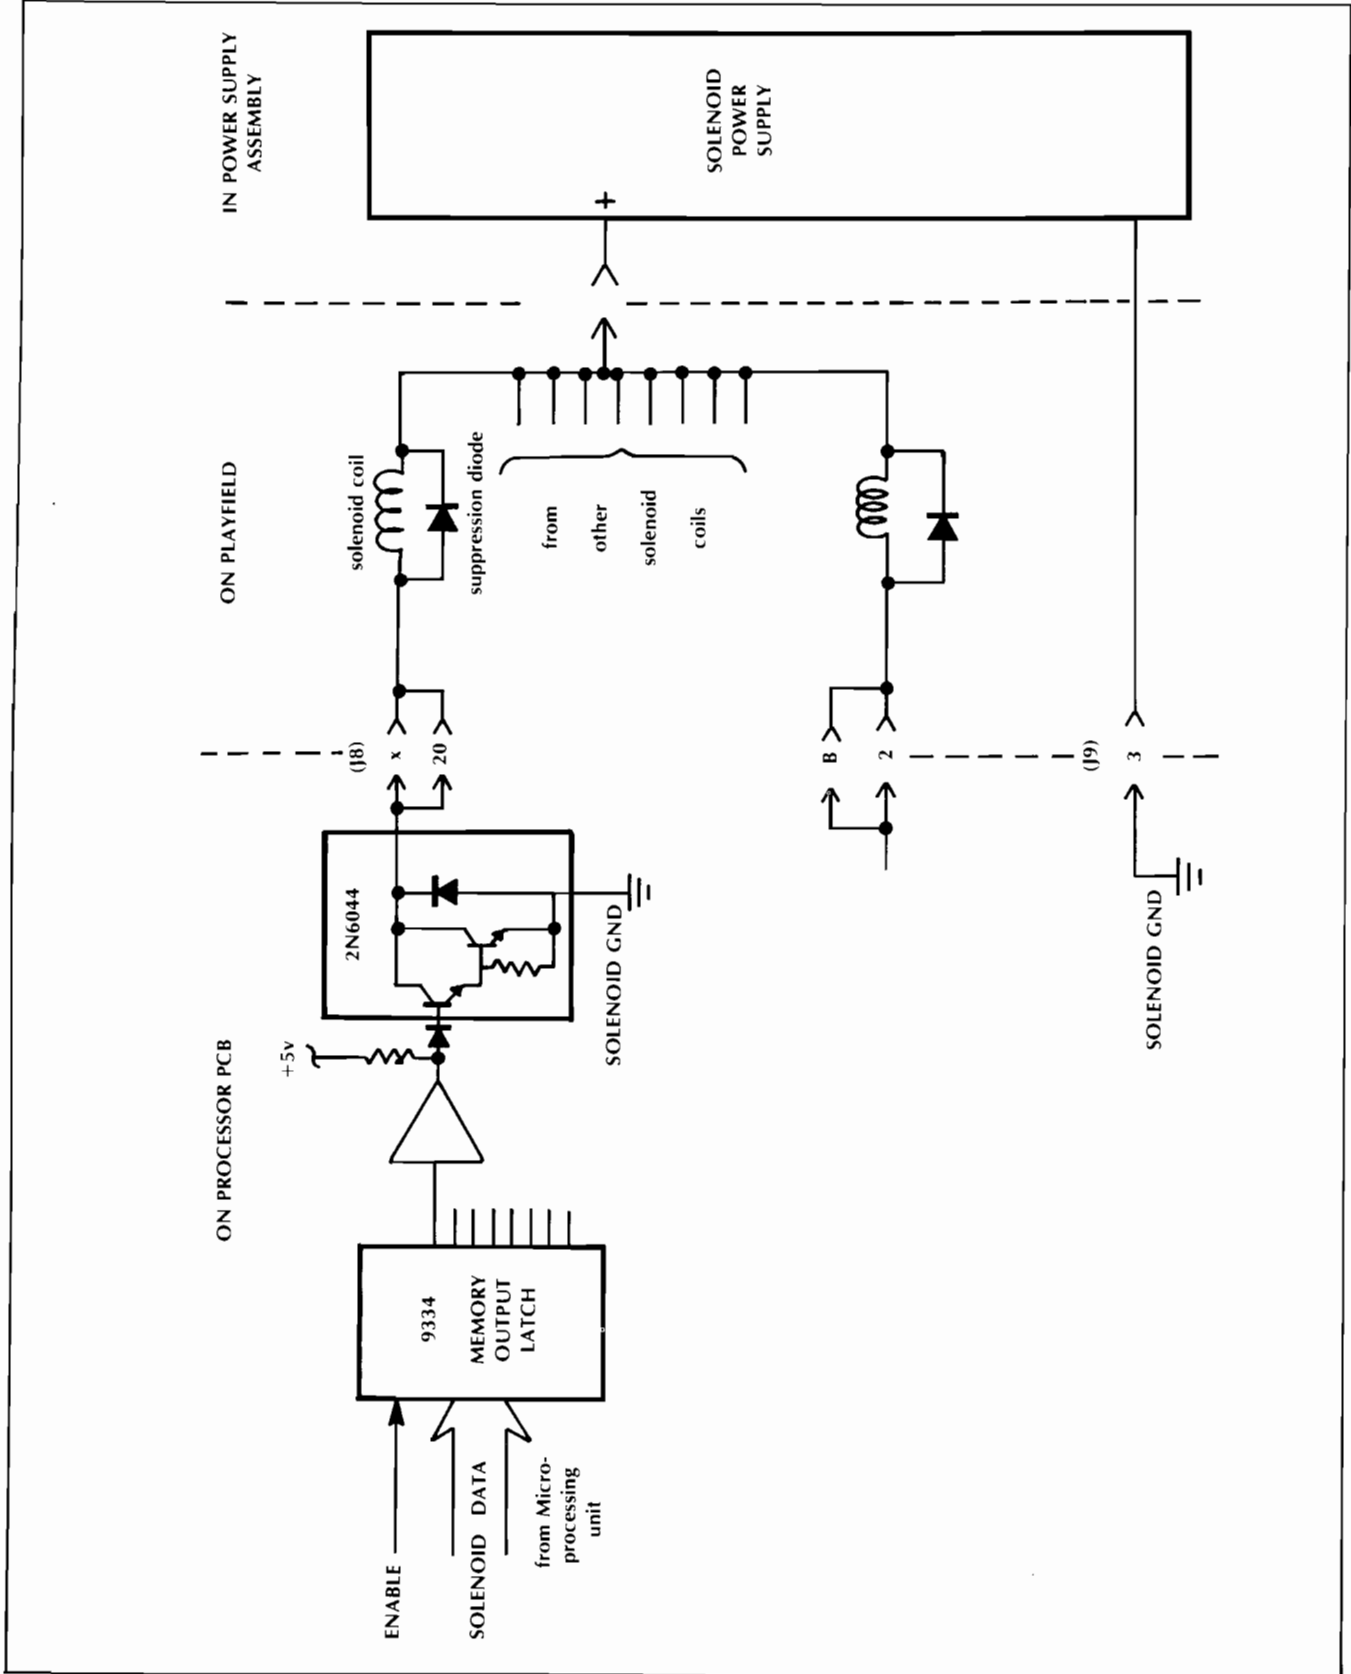 ON PROCESSOR PCB
ON PLAYFIELD
IN POWER SUPPLY
ASSEMBLY
ENABLE
SOLENOID DATA
from Micro-
processing
unit
9334
MEMORY
OUTPUT
LATCH
+5v
2N6044
SOLENOID GND
(J8)
x
20
solenoid coil
suppression diode
from
other
solenoid
coils
B
2
(J9)
3
SOLENOID GND
+
SOLENOID
POWER
SUPPLY